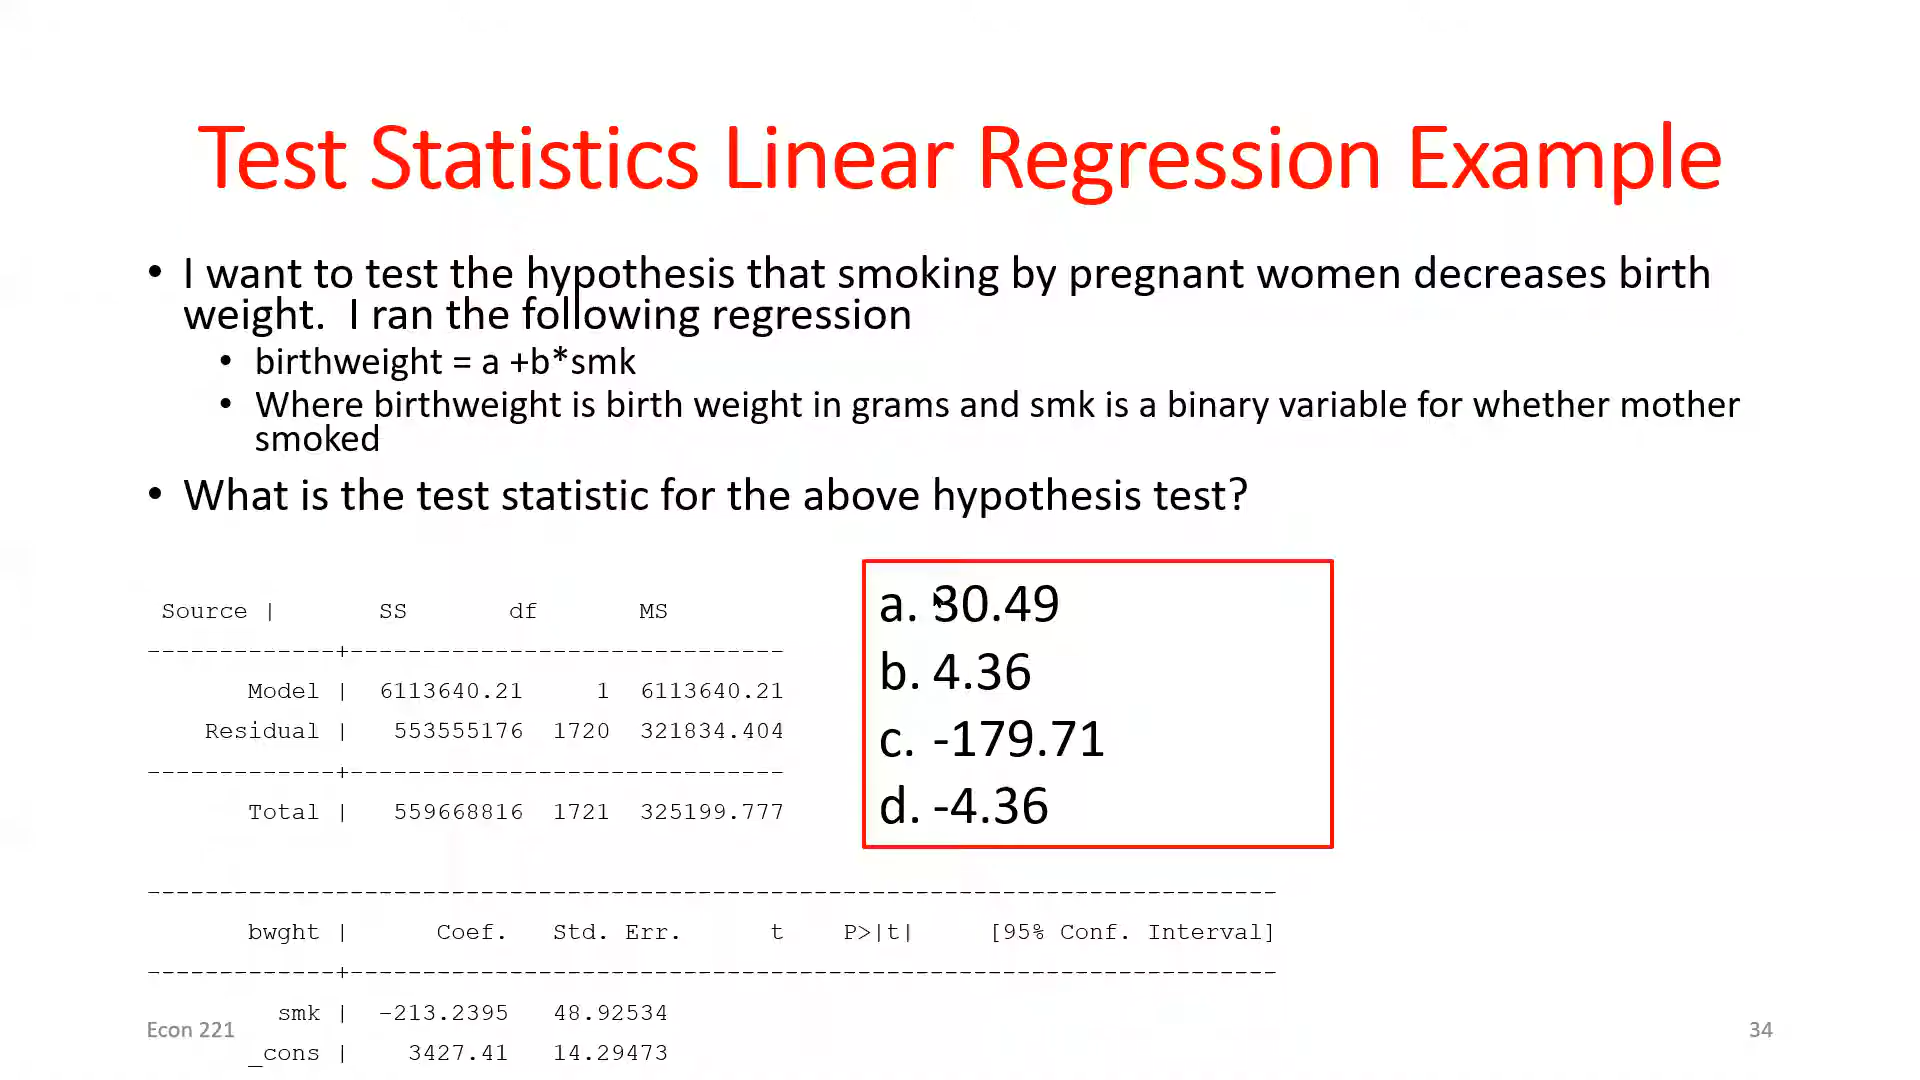 Test Statistics Linear Regression Example
• I want to test the hypothesis that smoking by pregnant women decreases birth
weight.  I ran the following regression
• birthweight = a +b*smk
• Where birthweight is birth weight in grams and smk is a binary variable for whether mother
smoked
• What is the test statistic for the above hypothesis test?
Source |       SS       df       MS
-------------+------------------------------
Model |  6113640.21     1  6113640.21
Residual |   553555176  1720  321834.404
-------------+------------------------------
Total |   559668816  1721  325199.777
a. 30.49
b. 4.36
c. -179.71
d. -4.36
------------------------------------------------------------------------------
bwght |      Coef.   Std. Err.      t    P>|t|     [95% Conf. Interval]
-------------+----------------------------------------------------------------
smk |  -213.2395   48.92534
_cons |    3427.41   14.29473
Econ 221
34